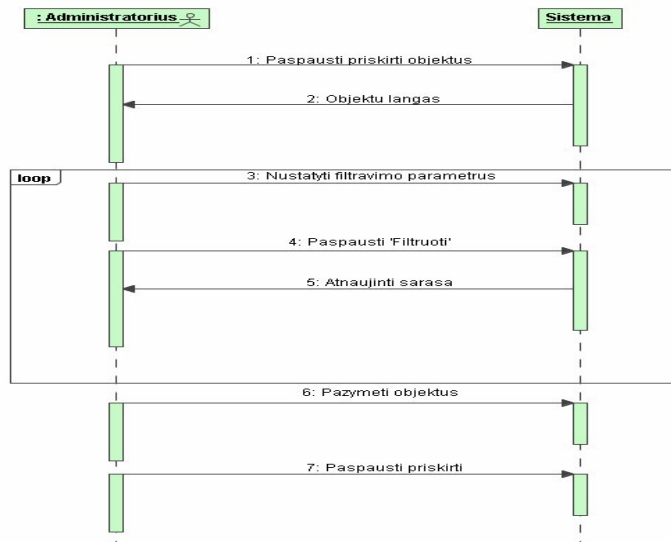 : Administratorius
Sistema
1: Paspausti priskirti objektus
2: Objektu langas
loop
3: Nustatyti filtravimo parametrus
4: Paspausti 'Filtruoti'
5: Atnaujinti sarasa
6: Pazymeti objektus
7: Paspausti priskirti